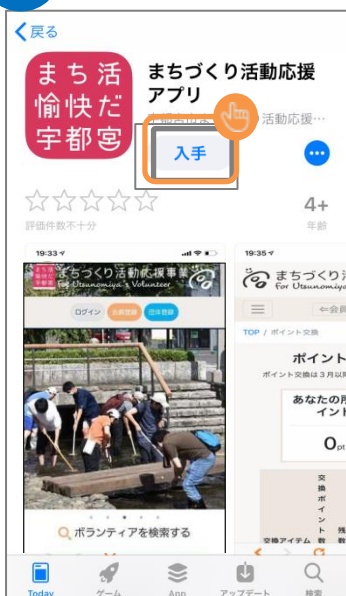 戻る
まち活
愉快だ
宇都宮
まちづくり活動応援
アプリ
活動応援…
入手
4+
評価件数不十分
年齢
19:33
まちづくり活動応援事業
For Utsunomiya's Volunteer
ログイン
団体登録
ボランティアを検索する
19:35
まちづくり活
For Utsunomiya
TOP / ポイント交換
ポイント
ポイント交換は3月以
あなたの所
イン
0pt
交換ポイント数
残数
交換アイテム
Today
ゲーム
App
アップデート
検索